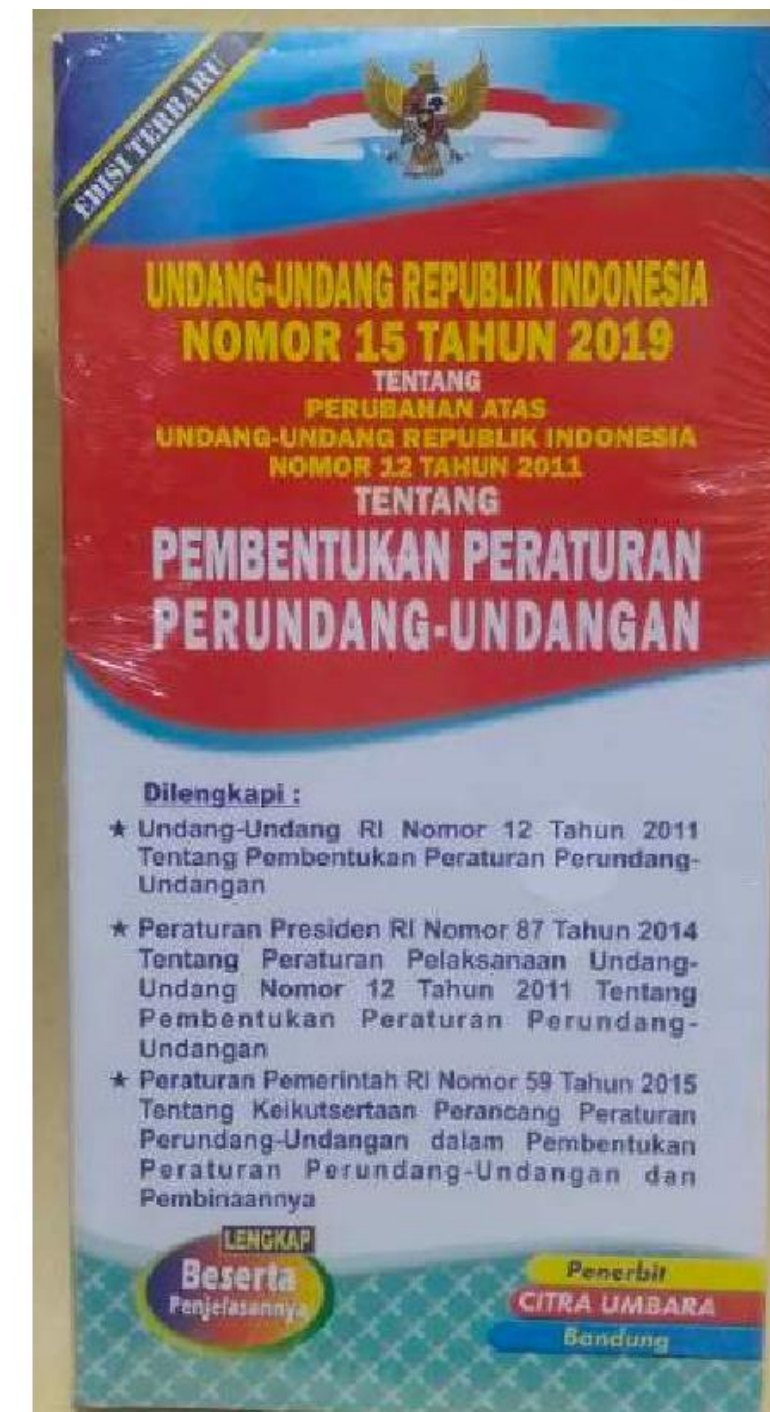 EDISI TERBARU
UNDANG-UNDANG REPUBLIK INDONESIA
NOMOR 15 TAHUN 2019
TENTANG
PERUBAHAN ATAS
UNDANG-UNDANG REPUBLIK INDONESIA
NOMOR 12 TAHUN 2011
TENTANG
PEMBENTUKAN PERATURAN
PERUNDANG-UNDANGAN
Dilengkapi :
★ Undang-Undang RI Nomor 12 Tahun 2011
Tentang Pembentukan Peraturan Perundang-
Undangan
★ Peraturan Presiden RI Nomor 87 Tahun 2014
Tentang Peraturan Pelaksanaan Undang-
Undang Nomor 12 Tahun 2011 Tentang
Pembentukan Peraturan Perundang-
Undangan
★ Peraturan Pemerintah RI Nomor 59 Tahun 2015
Tentang Keikutsertaan Perancang Peraturan
Perundang-Undangan dalam Pembentukan
Peraturan Perundang-Undangan dan
Pembinaannya
LENGKAP
Beserta
Penjelasannya
Penerbit
CITRA UMBARA
Bandung